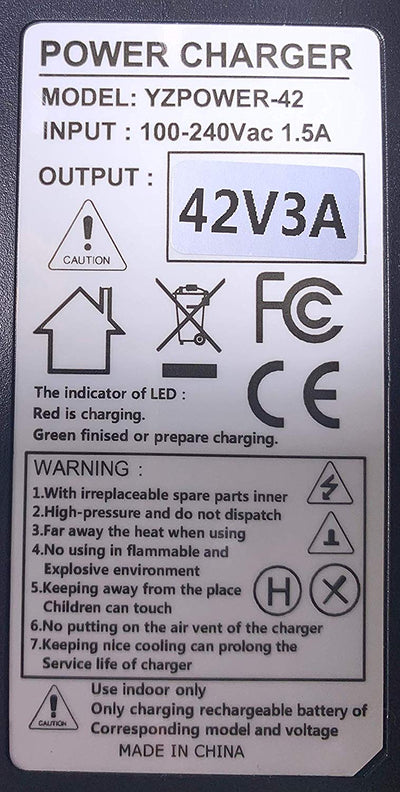 POWER CHARGER
MODEL: YZPOWER-42
INPUT : 100-240Vac 1.5A
OUTPUT :
42V3A
CAUTION
FC
CE
The indicator of LED :
Red is charging.
Green finised or prepare charging.
WARNING :
1.With irreplaceable spare parts inner
2.High-pressure and do not dispatch
3.Far away the heat when using
4.No using in flammable and
Explosive environment
5.Keeping away from the place
Children can touch
H
6.No putting on the air vent of the charger
7.Keeping nice cooling can prolong the
Service life of charger
CAUTION
Use indoor only
Only charging rechargeable battery of
Corresponding model and voltage
MADE IN CHINA